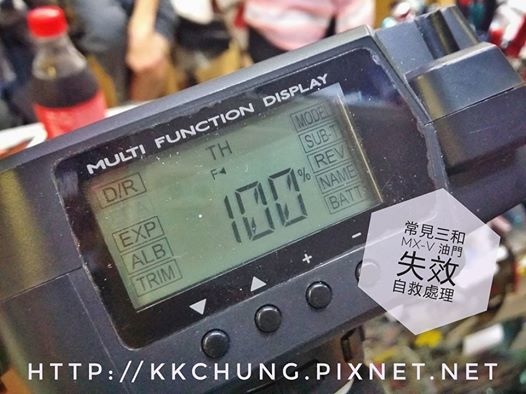 MULTI FUNCTION DISPLAY
D/R
EXP
ALB
TRIM
TH
F
100%
MODEL
SUB-T
REV
NAME
BATT
▼ ▲ + −
常見三和
MX-V 油門
失效
自救處理
HTTP://KKCHUNG.PIXNET.NET